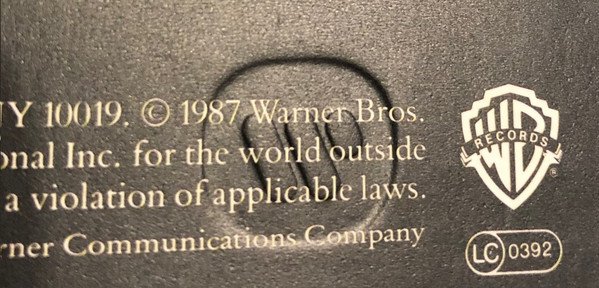 Y 10019. © 1987 Warner Bros.
onal Inc. for the world outside
a violation of applicable laws.
rner Communications Company
WB
RECORDS
®
LC 0392